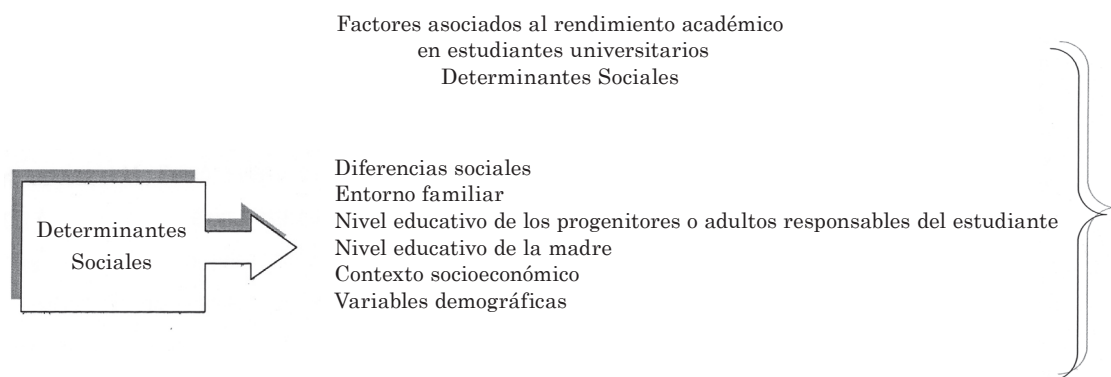 Factores asociados al rendimiento académico
en estudiantes universitarios
Determinantes Sociales
Determinantes
Sociales
Diferencias sociales
Entorno familiar
Nivel educativo de los progenitores o adultos responsables del estudiante
Nivel educativo de la madre
Contexto socioeconómico
Variables demográficas